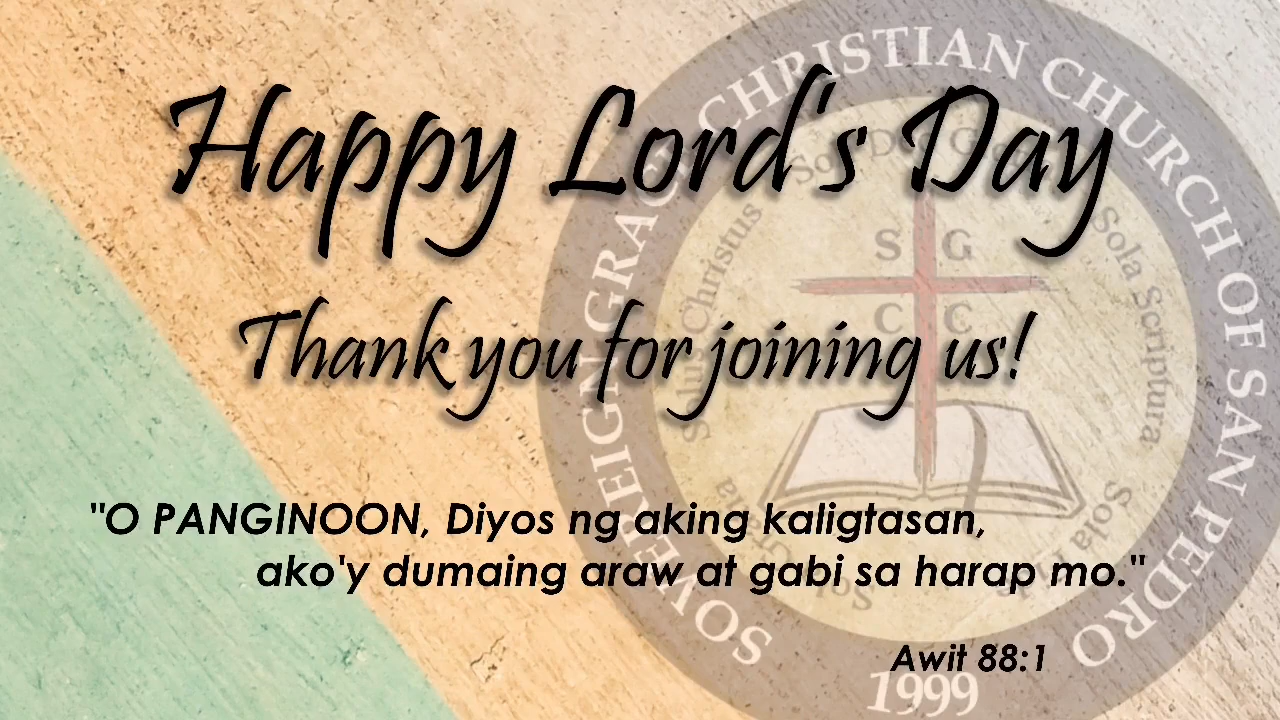 Happy Lord's Day
Thank you for joining us!
"O PANGINOON, Diyos ng aking kaligtasan,
ako'y dumaing araw at gabi sa harap mo."
Awit 88:1
SOVEREIGN GRACE CHRISTIAN CHURCH OF SAN PEDRO
1999
Sola Scriptura
Solus Christus
Sola
S G
C C